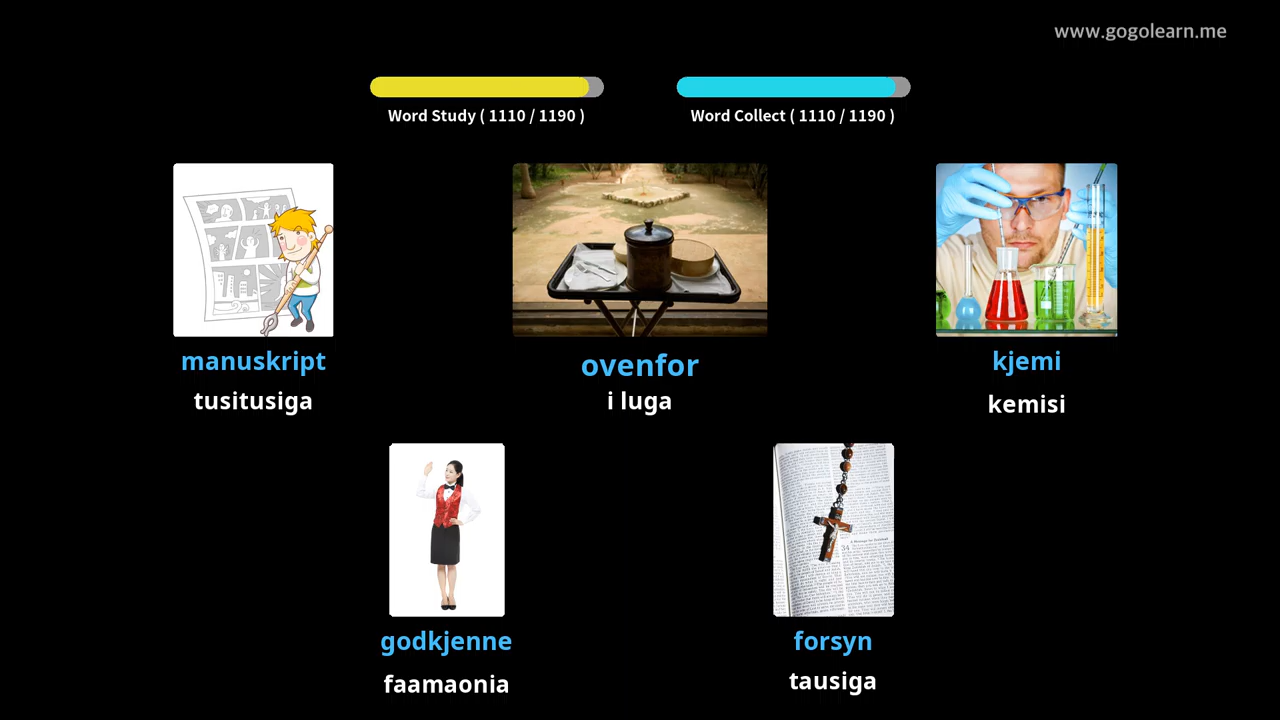 www.gogolearn.me
Word Study ( 1110 / 1190 )
Word Collect ( 1110 / 1190 )
manuskript
tusitusiga
ovenfor
i luga
kjemi
kemisi
godkjenne
faamaonia
forsyn
tausiga